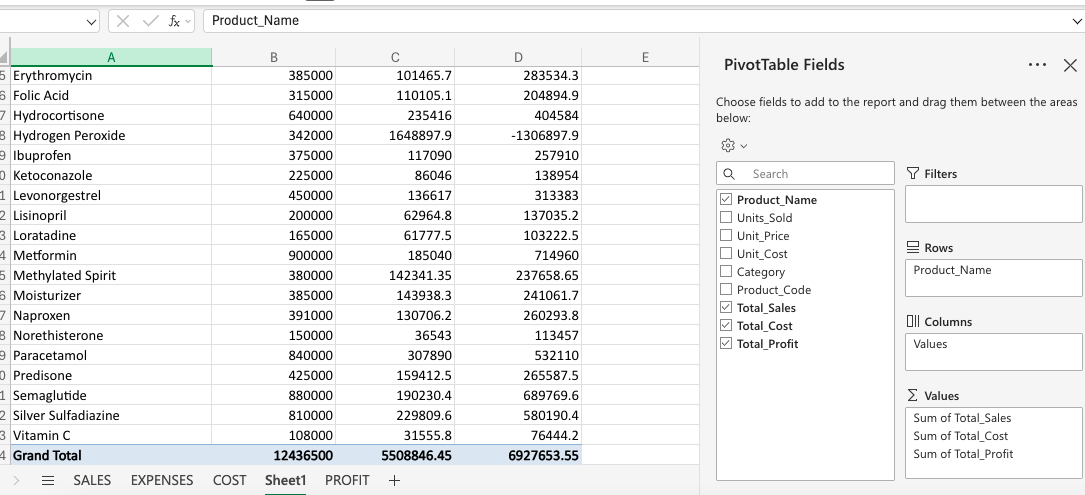 fx Product_Name
A B C D E
5 Erythromycin 385000 101465.7 283534.3
6 Folic Acid 315000 110105.1 204894.9
7 Hydrocortisone 640000 235416 404584
8 Hydrogen Peroxide 342000 1648897.9 -1306897.9
9 Ibuprofen 375000 117090 257910
0 Ketoconazole 225000 86046 138954
1 Levonorgestrel 450000 136617 313383
2 Lisinopril 200000 62964.8 137035.2
3 Loratadine 165000 61777.5 103222.5
4 Metformin 900000 185040 714960
5 Methylated Spirit 380000 142341.35 237658.65
6 Moisturizer 385000 143938.3 241061.7
7 Naproxen 391000 130706.2 260293.8
8 Norethisterone 150000 36543 113457
9 Paracetamol 840000 307890 532110
0 Predisone 425000 159412.5 265587.5
1 Semaglutide 880000 190230.4 689769.6
2 Silver Sulfadiazine 810000 229809.6 580190.4
3 Vitamin C 108000 31555.8 76444.2
4 Grand Total 12436500 5508846.45 6927653.55
SALES EXPENSES COST Sheet1 PROFIT +
PivotTable Fields
Choose fields to add to the report and drag them between the areas
below:
Search
Product_Name
Units_Sold
Unit_Price
Unit_Cost
Category
Product_Code
Total_Sales
Total_Cost
Total_Profit
Filters
Rows
Product_Name
Columns
Values
Σ Values
Sum of Total_Sales
Sum of Total_Cost
Sum of Total_Profit